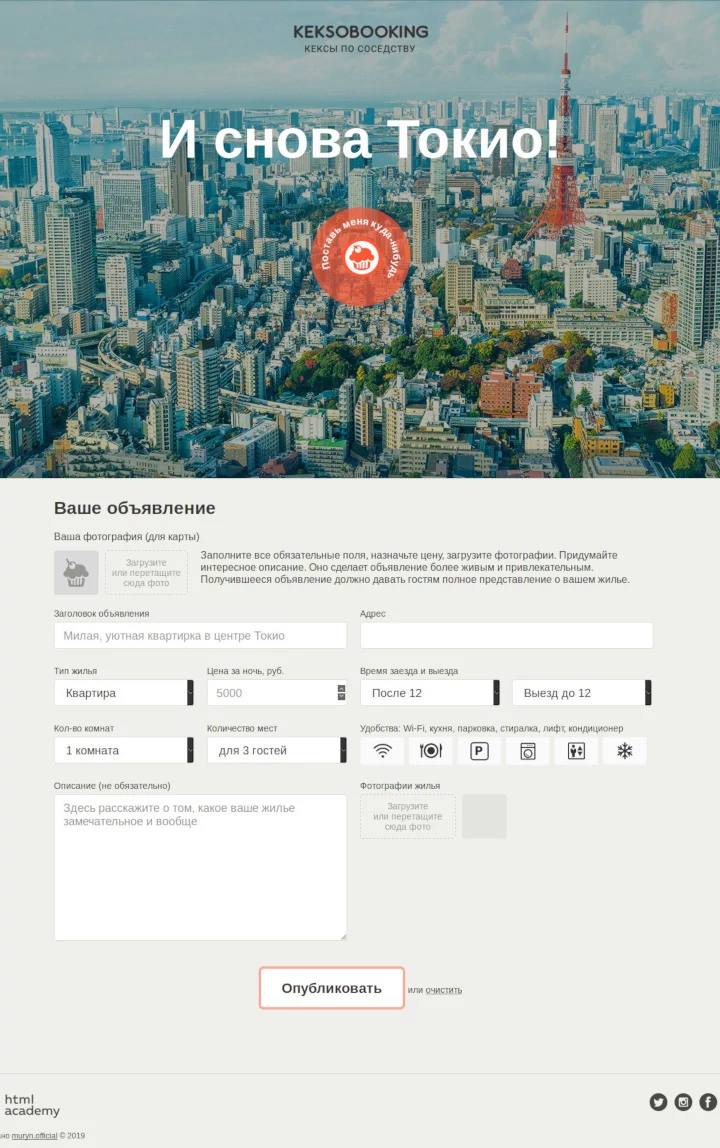 KEKSOBOOKING
КЕКСЫ ПО СОСЕДСТВУ
И снова Токио!
Поставь меня куда-нибудь
Ваше объявление
Ваша фотография (для карты)
Загрузите
или перетащите
сюда фото
Заполните все обязательные поля, назначьте цену, загрузите фотографии. Придумайте
интересное описание. Оно сделает объявление более живым и привлекательным.
Получившееся объявление должно давать гостям полное представление о вашем жилье.
Заголовок объявления
Адрес
Милая, уютная квартирка в центре Токио
Тип жилья
Цена за ночь, руб.
Время заезда и выезда
Квартира
5000
После 12
Выезд до 12
Кол-во комнат
Количество мест
Удобства: Wi-Fi, кухня, парковка, стиралка, лифт, кондиционер
1 комната
для 3 гостей
P
Описание (не обязательно)
Фотографии жилья
Здесь расскажите о том, какое ваше жилье
замечательное и вообще
Загрузите
или перетащите
сюда фото
Опубликовать или очистить
html
academy
но muryn.official © 2019